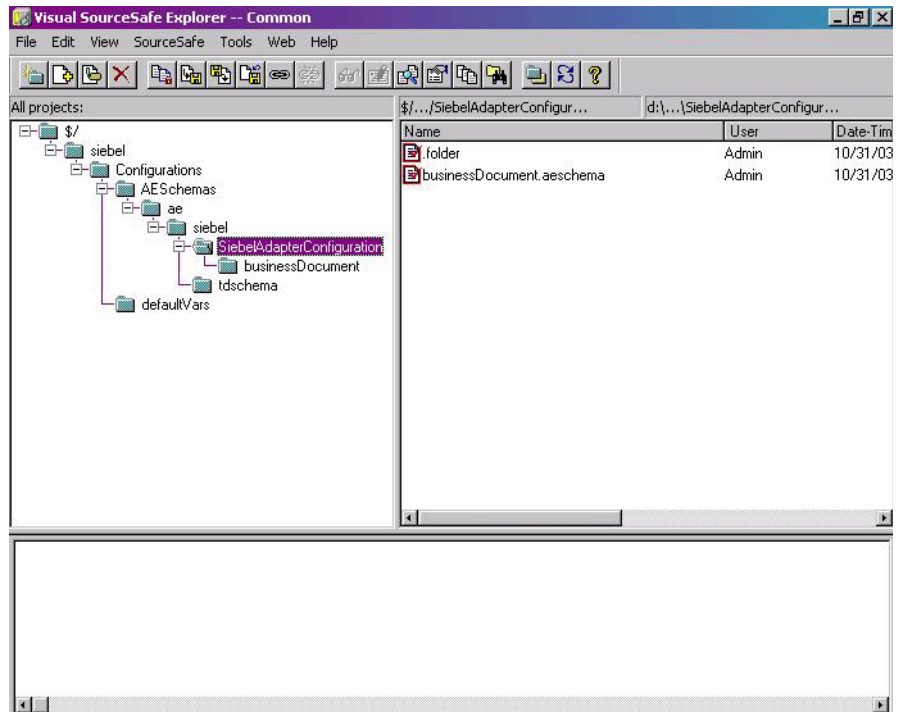 Visual SourceSafe Explorer -- Common
File Edit View SourceSafe Tools Web Help
All projects:
$/
siebel
Configurations
AESchemas
ae
siebel
SiebelAdapterConfiguration
businessDocument
tdschema
defaultVars
$/.../SiebelAdapterConfigur... d:\...\SiebelAdapterConfigur...
Name User Date-Tim
.folder Admin 10/31/03
businessDocument.aeschema Admin 10/31/03